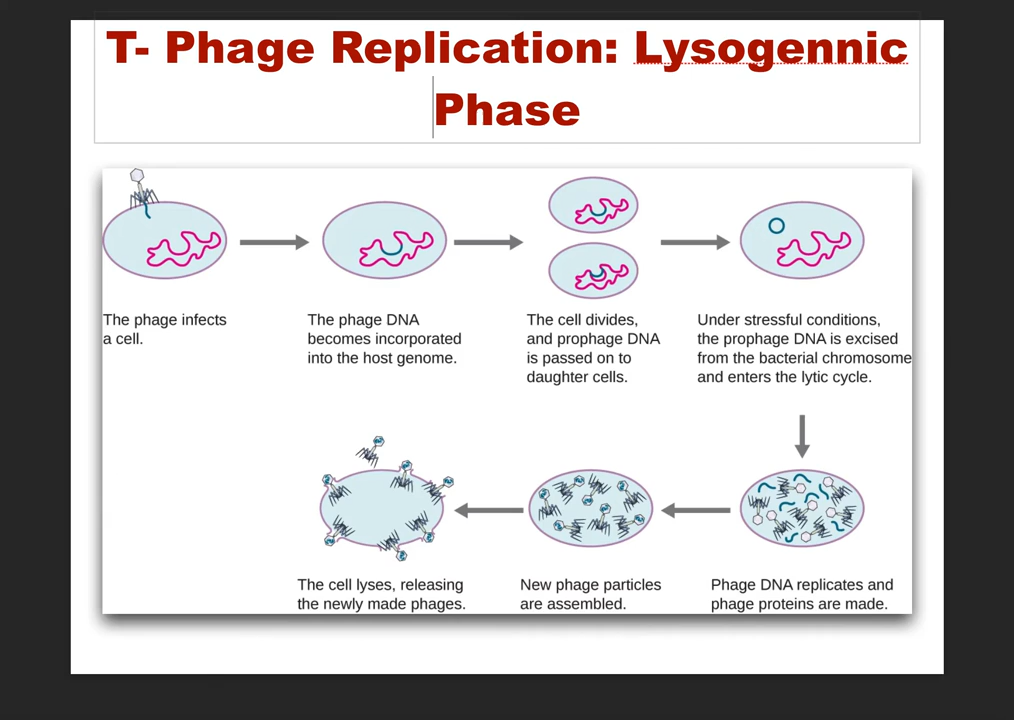 T- Phage Replication: Lysogennic
Phase
The phage infects
a cell.
The phage DNA
becomes incorporated
into the host genome.
The cell divides,
and prophage DNA
is passed on to
daughter cells.
Under stressful conditions,
the prophage DNA is excised
from the bacterial chromosome
and enters the lytic cycle.
The cell lyses, releasing
the newly made phages.
New phage particles
are assembled.
Phage DNA replicates and
phage proteins are made.